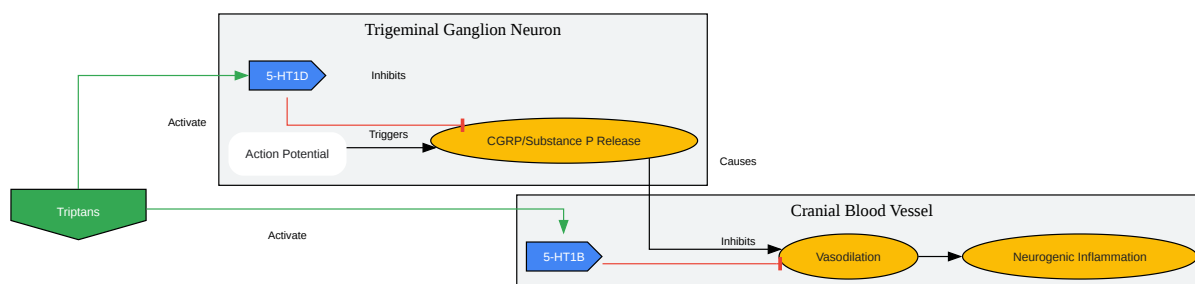 Trigeminal Ganglion Neuron
5-HT1D
Inhibits
Activate
Triggers
Action Potential
CGRP/Substance P Release
Causes
Triptans
Cranial Blood Vessel
Activate
Inhibits
5-HT1B
Vasodilation
Neurogenic Inflammation